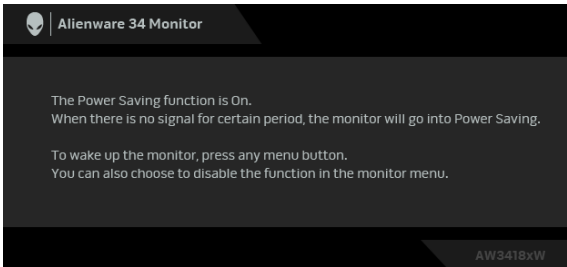 Alienware 34 Monitor
The Power Saving function is On.
When there is no signal for certain period, the monitor will go into Power Saving.
To wake up the monitor, press any menu button.
You can also choose to disable the function in the monitor menu.
AW3418xW